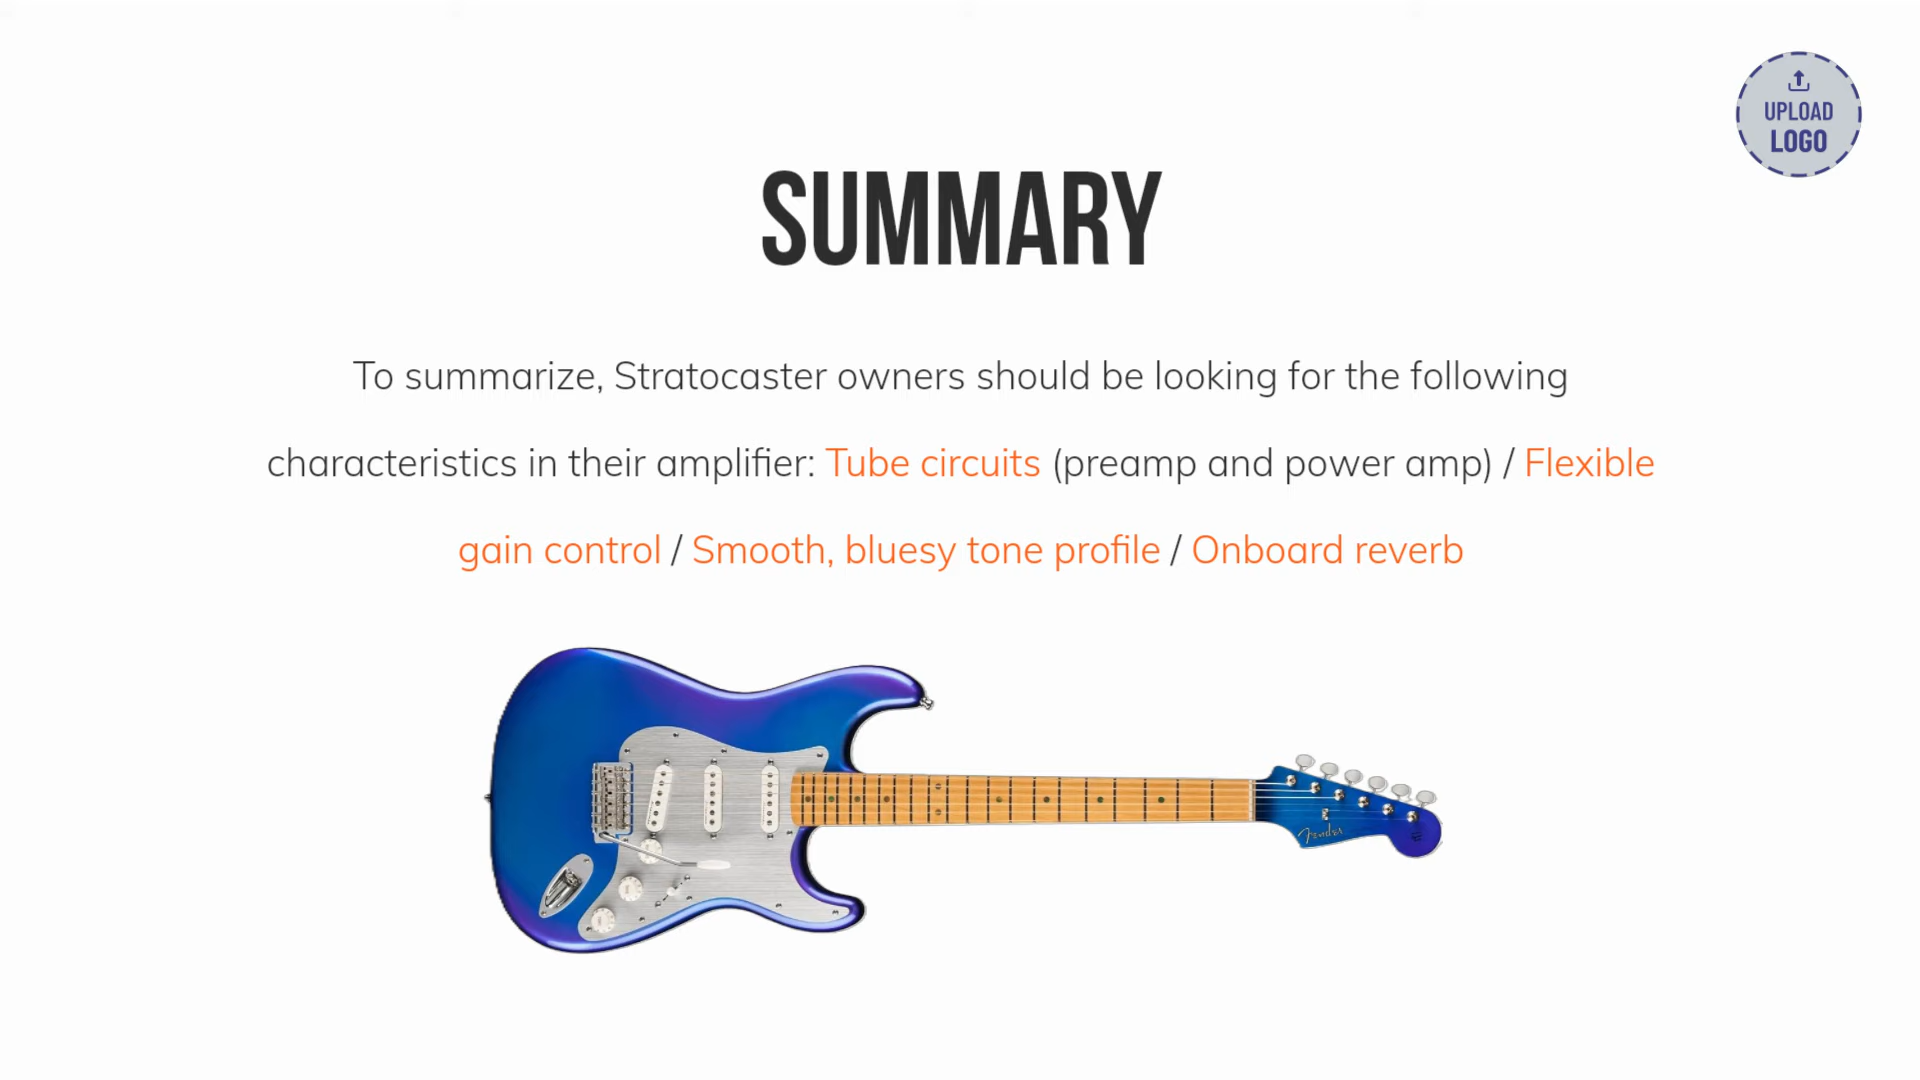 UPLOAD
LOGO
SUMMARY
To summarize, Stratocaster owners should be looking for the following
characteristics in their amplifier: Tube circuits (preamp and power amp) / Flexible
gain control / Smooth, bluesy tone profile / Onboard reverb
Fender